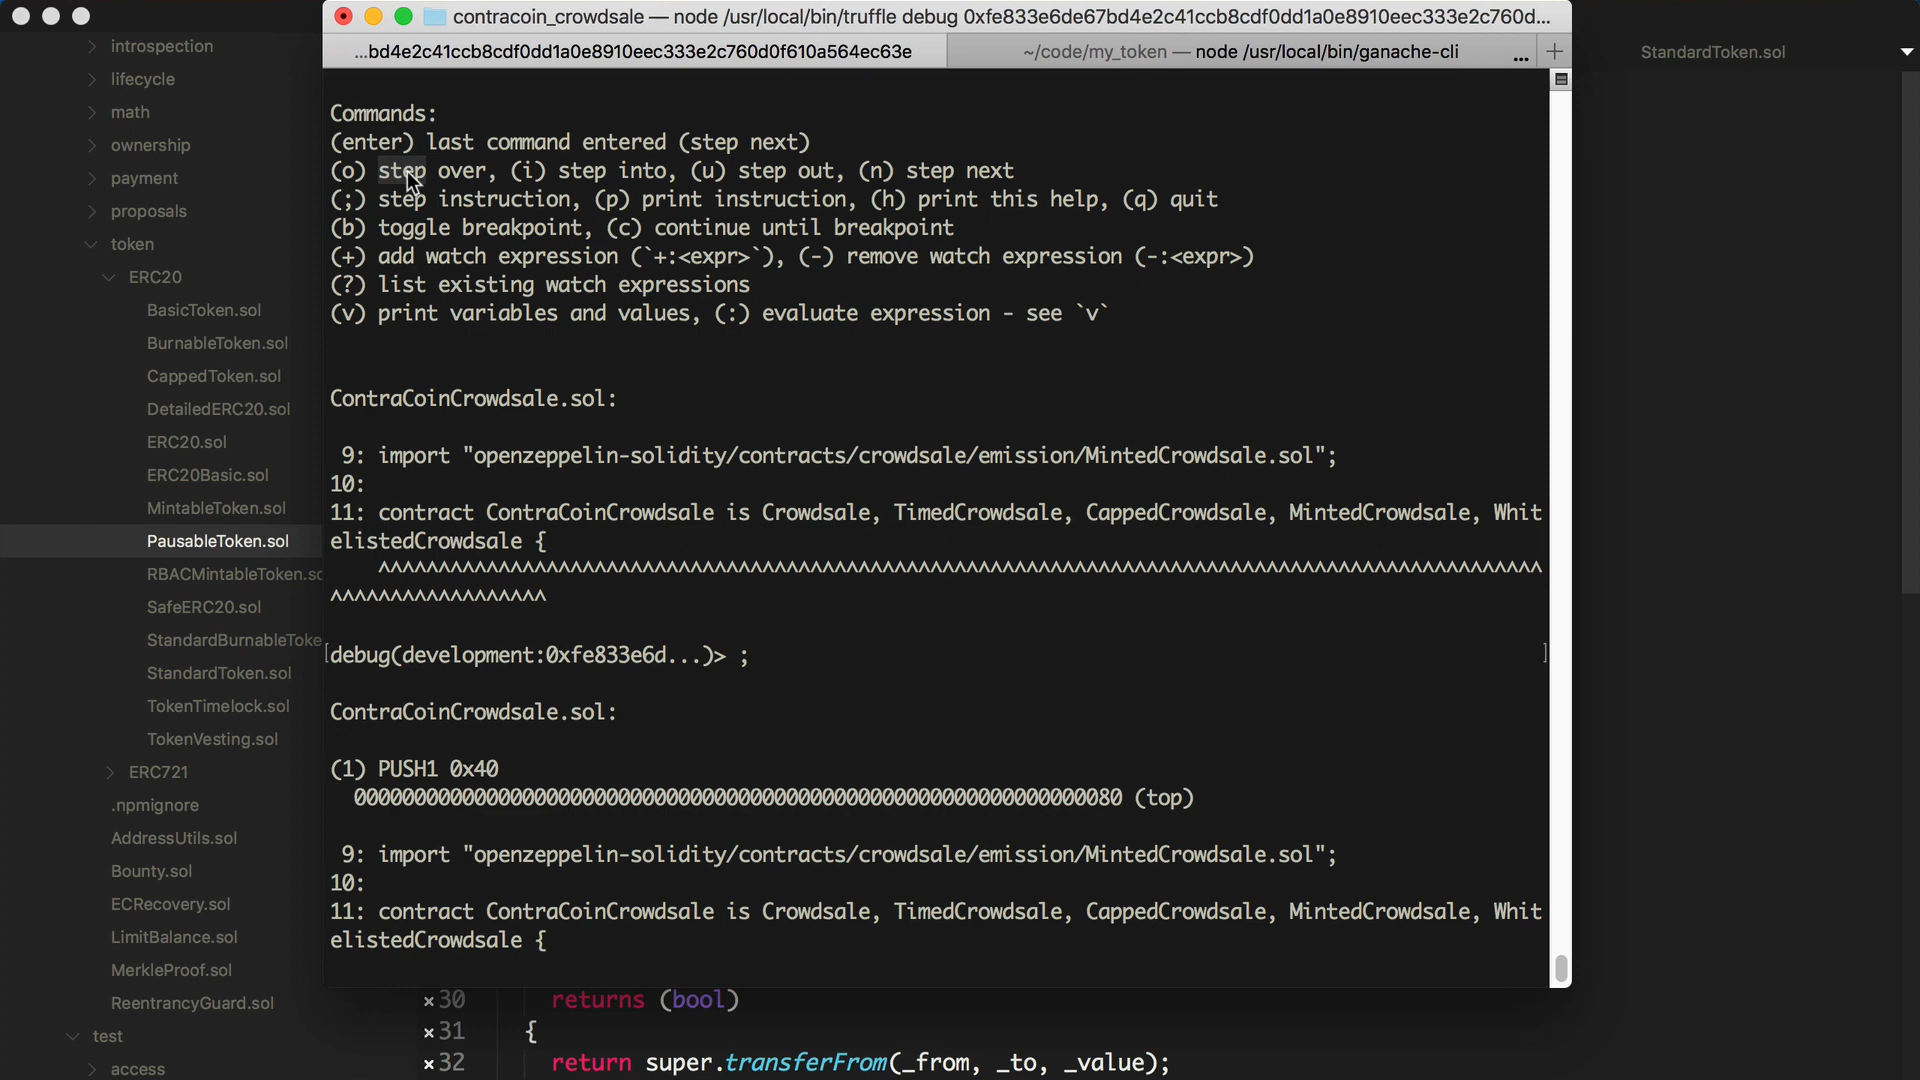 contracoin_crowdsale — node /usr/local/bin/truffle debug 0xfe833e6de67bd4e2c41ccb8cdf0dd1a0e8910eec333e2c760d...
...bd4e2c41ccb8cdf0dd1a0e8910eec333e2c760d0f610a564ec63e
~/code/my_token — node /usr/local/bin/ganache-cli ... +
StandardToken.sol
introspection
lifecycle
math
ownership
payment
proposals
token
ERC20
BasicToken.sol
BurnableToken.sol
CappedToken.sol
DetailedERC20.sol
ERC20.sol
ERC20Basic.sol
MintableToken.sol
PausableToken.sol
RBACMintableToken.so
SafeERC20.sol
StandardBurnableToke
StandardToken.sol
TokenTimelock.sol
TokenVesting.sol
ERC721
.npmignore
AddressUtils.sol
Bounty.sol
ECRecovery.sol
LimitBalance.sol
MerkleProof.sol
ReentrancyGuard.sol
test
access
Commands:
(enter) last command entered (step next)
(o) step over, (i) step into, (u) step out, (n) step next
(;) step instruction, (p) print instruction, (h) print this help, (q) quit
(b) toggle breakpoint, (c) continue until breakpoint
(+) add watch expression (`+:<expr>`), (-) remove watch expression (-:<expr>)
(?) list existing watch expressions
(v) print variables and values, (:) evaluate expression - see `v`
ContraCoinCrowdsale.sol:
9: import "openzeppelin-solidity/contracts/crowdsale/emission/MintedCrowdsale.sol";
10:
11: contract ContraCoinCrowdsale is Crowdsale, TimedCrowdsale, CappedCrowdsale, MintedCrowdsale, Whit
elistedCrowdsale {
^^^^^^^^^^^^^^^^^^^^^^^^^^^^^^^^^^^^^^^^^^^^^^^^^^^^^^^^^^^^^^^^^^^^^^^^^^^^^^^^^^^^^^^^^^^^^^^^^
^^^^^^^^^^^^^^^^^^
[debug(development:0xfe833e6d...)> ; ]
ContraCoinCrowdsale.sol:
(1) PUSH1 0x40
0000000000000000000000000000000000000000000000000000000000000080 (top)
9: import "openzeppelin-solidity/contracts/crowdsale/emission/MintedCrowdsale.sol";
10:
11: contract ContraCoinCrowdsale is Crowdsale, TimedCrowdsale, CappedCrowdsale, MintedCrowdsale, Whit
elistedCrowdsale {
×30 returns (bool)
×31 {
×32 return super.transferFrom(_from, _to, _value);